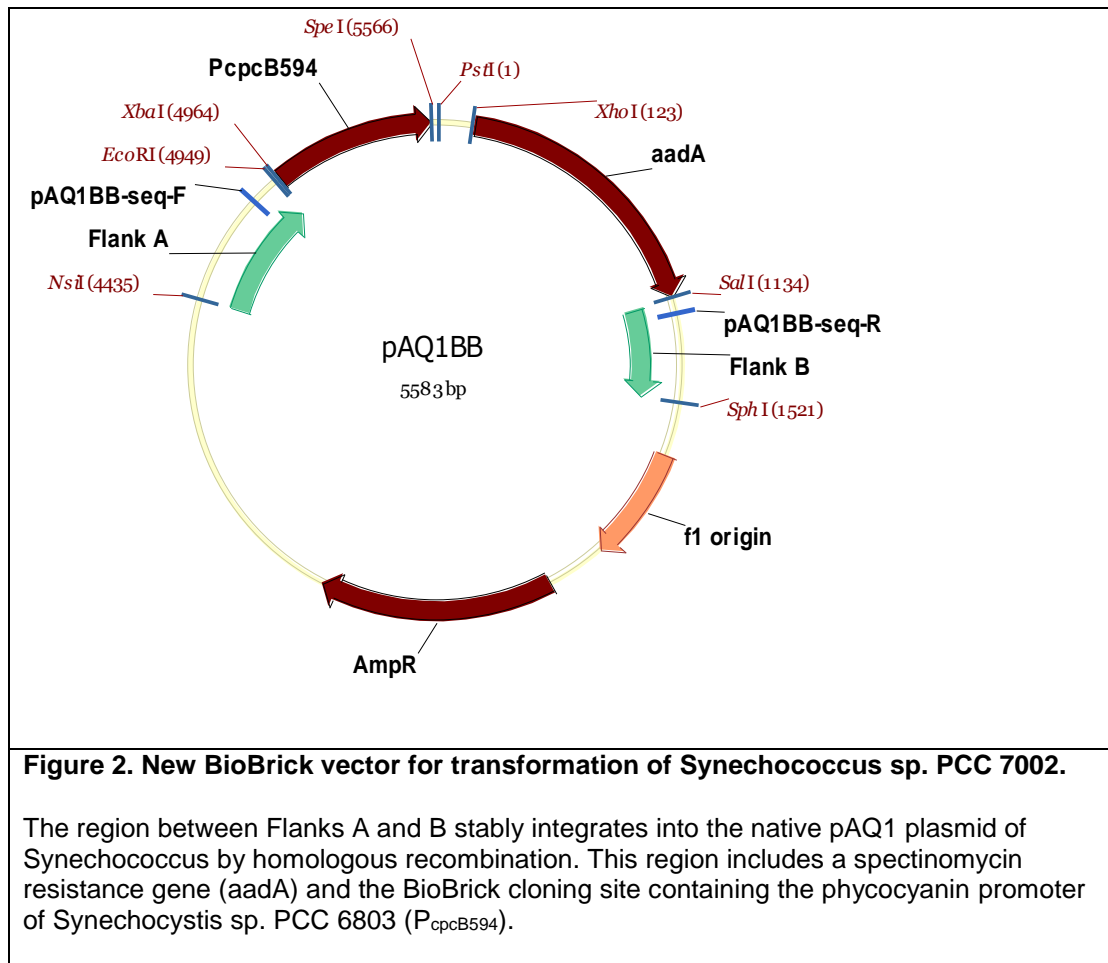 SpeI(5566)
PcpcB594
PstI(1)
XbaI(4964)
XhoI(123)
EcoRI(4949)
aadA
pAQ1BB-seq-F
Flank A
NsiI(4435)
SalI(1134)
pAQ1BB-seq-R
pAQ1BB
Flank B
5583 bp
SphI(1521)
f1 origin
AmpR
Figure 2. New BioBrick vector for transformation of Synechococcus sp. PCC 7002.
The region between Flanks A and B stably integrates into the native pAQ1 plasmid of
Synechococcus by homologous recombination. This region includes a spectinomycin
resistance gene (aadA) and the BioBrick cloning site containing the phycocyanin promoter
of Synechocystis sp. PCC 6803 (PcpcB594).